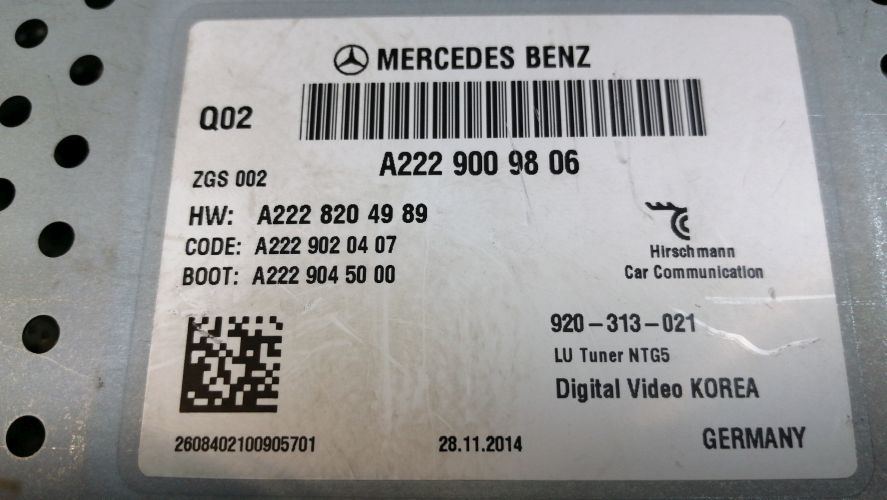 MERCEDES BENZ
Q02
A222 900 98 06
ZGS 002
HW: A222 820 49 89
CODE: A222 902 04 07
BOOT: A222 904 50 00
Hirschmann
Car Communication
920-313-021
LU Tuner NTG5
Digital Video KOREA
2608402100905701
28.11.2014
GERMANY